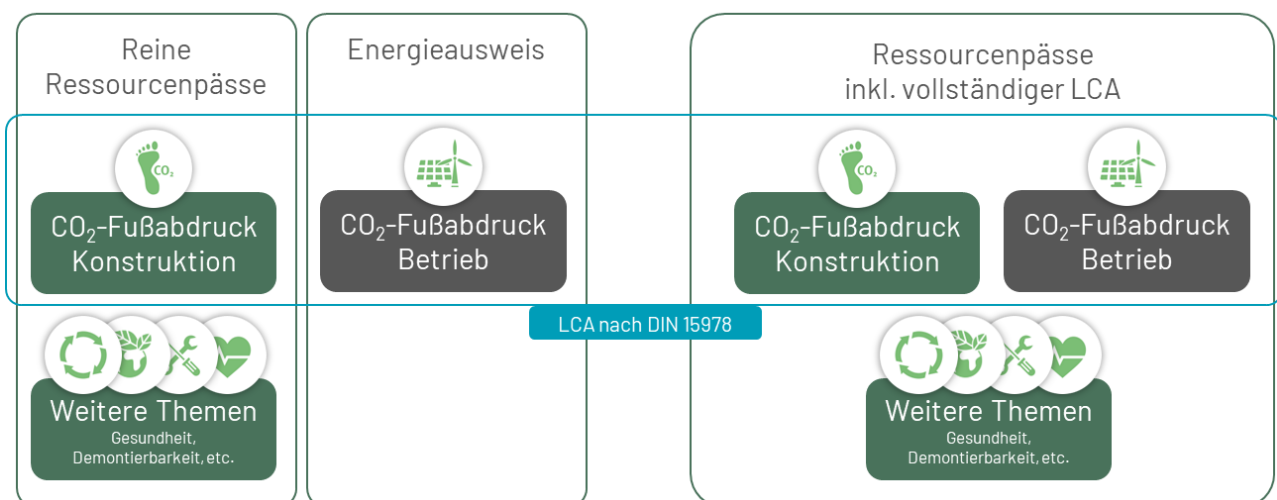 Reine
Ressourcenpässe
Energieausweis
Ressourcenpässe
inkl. vollständiger LCA
CO₂
CO₂-Fußabdruck
Konstruktion
CO₂-Fußabdruck
Betrieb
CO₂
CO₂-Fußabdruck
Konstruktion
CO₂-Fußabdruck
Betrieb
LCA nach DIN 15978
Weitere Themen
Gesundheit,
Demontierbarkeit, etc.
Weitere Themen
Gesundheit,
Demontierbarkeit, etc.